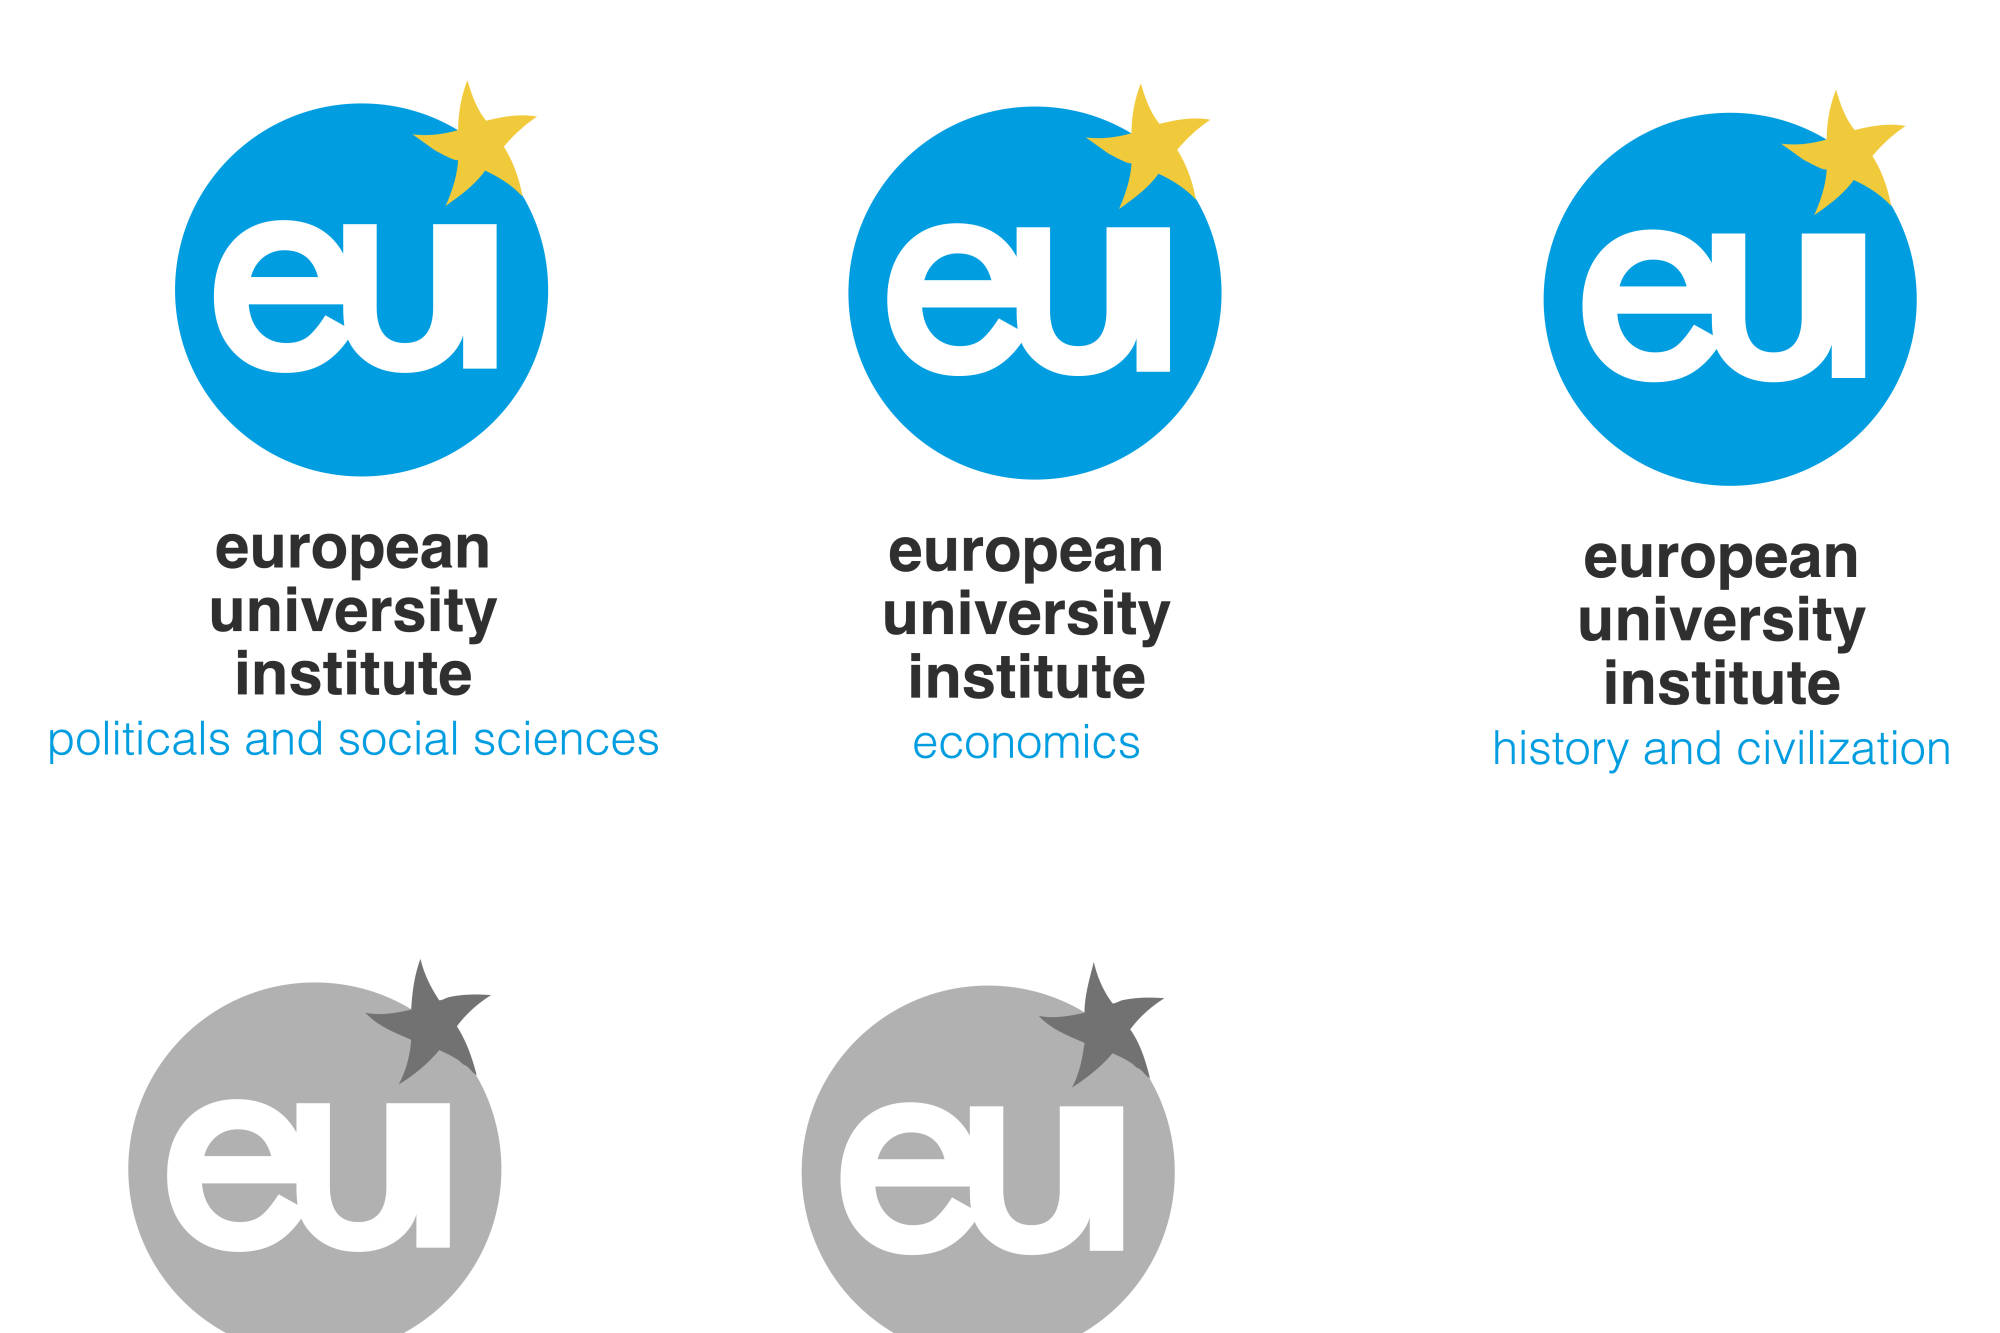 eu
european
university
institute
politicals and social sciences
eu
european
university
institute
economics
eu
european
university
institute
history and civilization
eu
eu